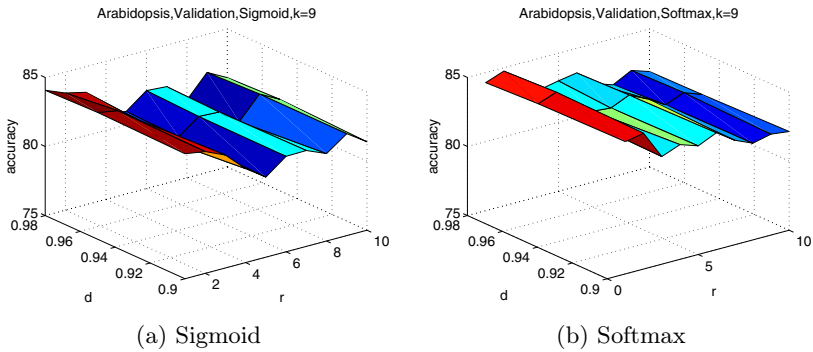 Arabidopsis,Validation,Sigmoid,k=9
85
80
75
accuracy
0.98
0.96
0.94
0.92
0.9
d
2
4
6
8
10
r
(a) Sigmoid
Arabidopsis,Validation,Softmax,k=9
85
80
75
accuracy
0.98
0.96
0.94
0.92
0.9
d
0
5
10
r
(b) Softmax